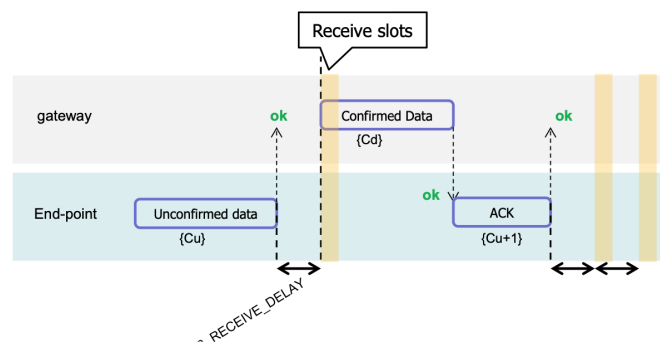 Receive slots
gateway
ok
Confirmed Data
ok
{Cd}
End-point
Unconfirmed data
ok
ACK
{Cu}
{Cu+1}
RECEIVE_DELAY